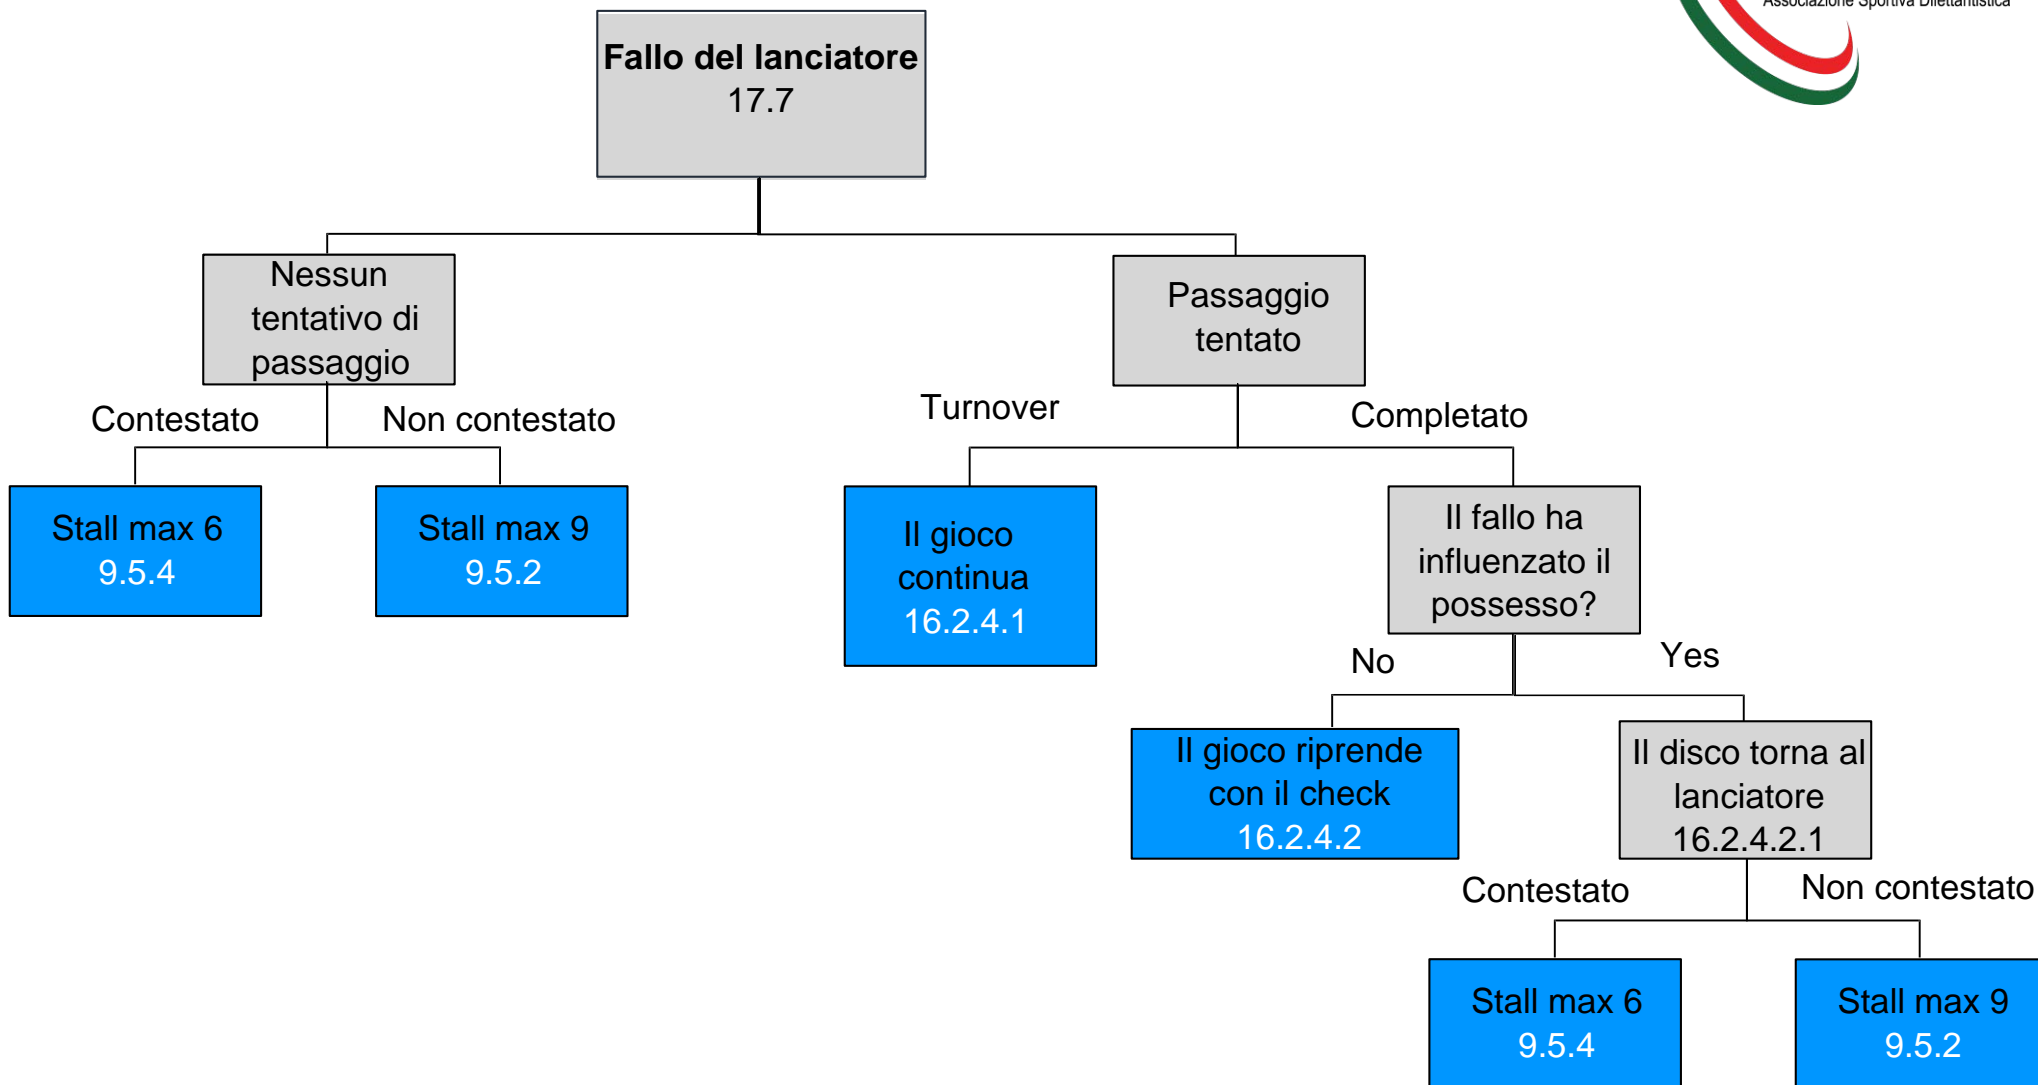 Associazione Sportiva Dilettantistica
Fallo del lanciatore
17.7
Nessun
tentativo di
passaggio
Passaggio
tentato
Contestato
Non contestato
Turnover
Completato
Stall max 6
9.5.4
Stall max 9
9.5.2
Il gioco
continua
16.2.4.1
Il fallo ha
influenzato il
possesso?
No
Yes
Il gioco riprende
con il check
16.2.4.2
Il disco torna al
lanciatore
16.2.4.2.1
Contestato
Non contestato
Stall max 6
9.5.4
Stall max 9
9.5.2